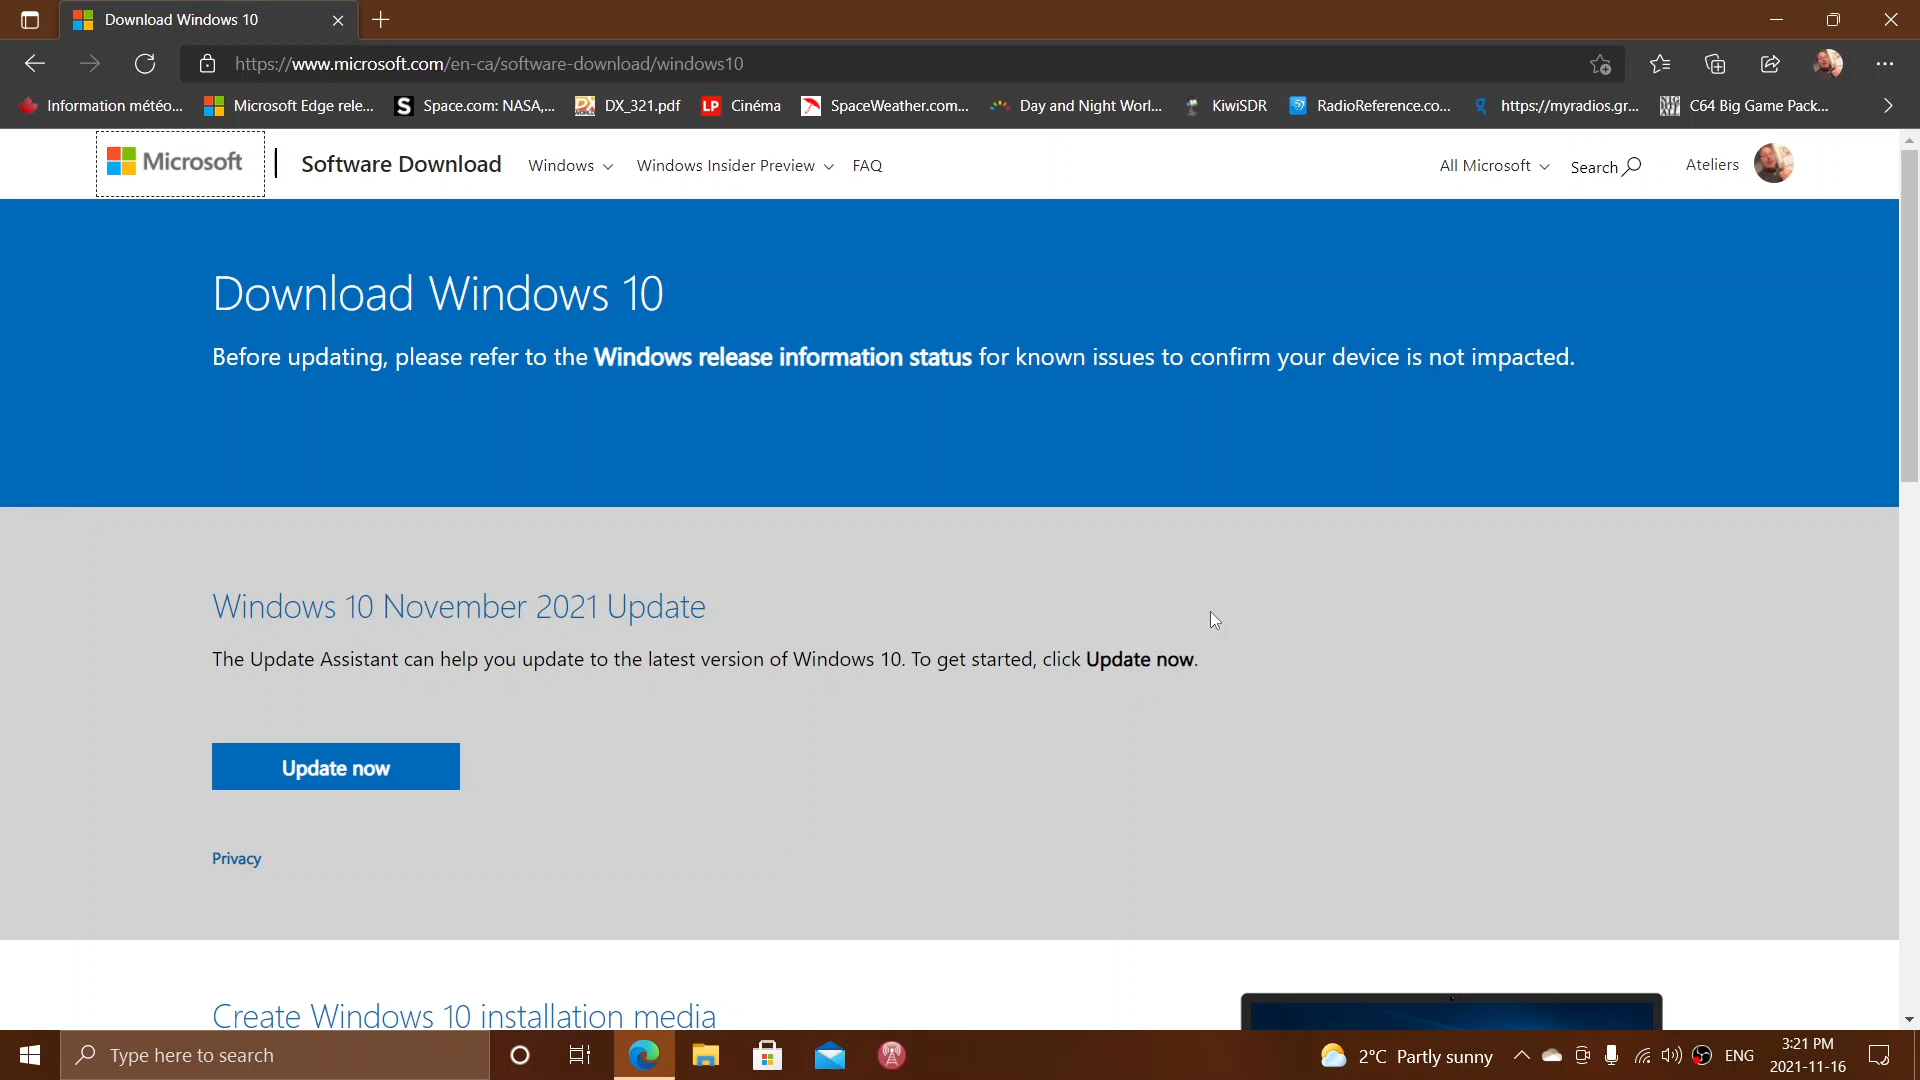 Download Windows 10
https://www.microsoft.com/en-ca/software-download/windows10
Information météo... Microsoft Edge rele... Space.com: NASA,... DX_321.pdf LP Cinéma SpaceWeather.com... Day and Night Worl... KiwiSDR RadioReference.co... https://myradios.gr... C64 Big Game Pack...
Microsoft Software Download Windows Windows Insider Preview FAQ All Microsoft Search Ateliers
Download Windows 10
Before updating, please refer to the Windows release information status for known issues to confirm your device is not impacted.
Windows 10 November 2021 Update
The Update Assistant can help you update to the latest version of Windows 10. To get started, click Update now.
Update now
Privacy
Create Windows 10 installation media
Type here to search
2°C Partly sunny
ENG
3:21 PM
2021-11-16